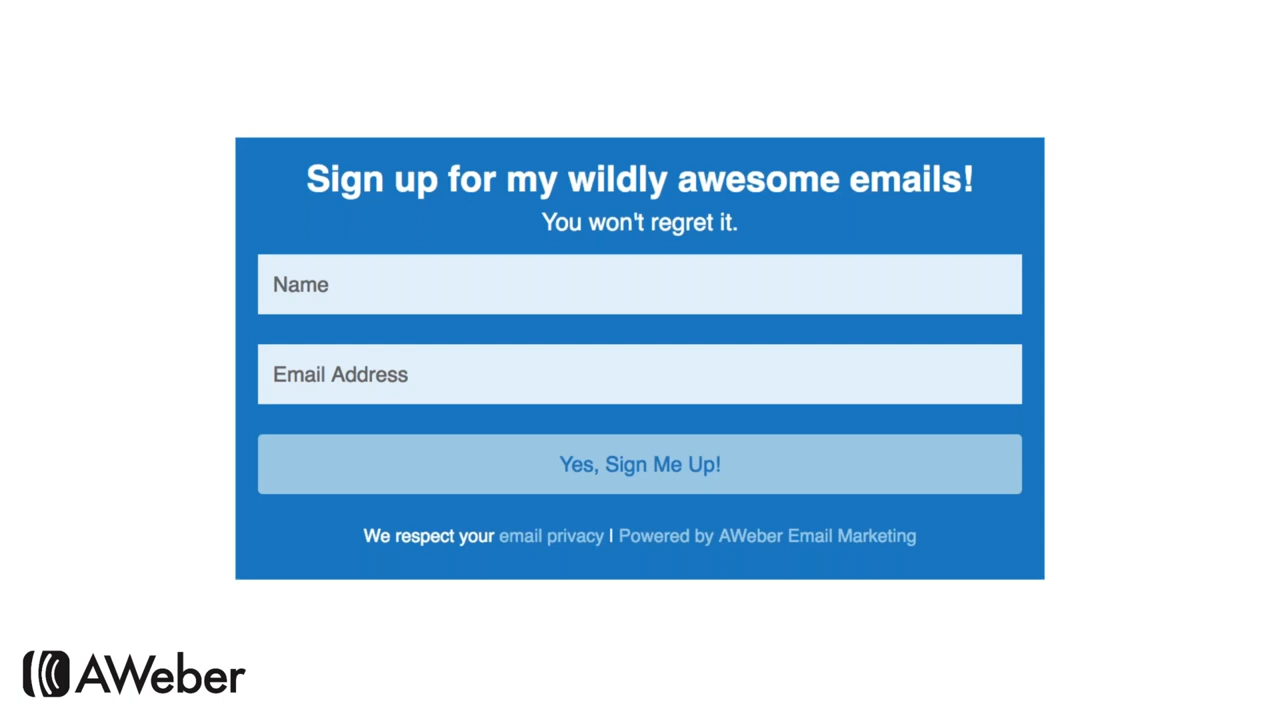 Sign up for my wildly awesome emails!
You won't regret it.
Name
Email Address
Yes, Sign Me Up!
We respect your email privacy | Powered by AWeber Email Marketing
AWeber